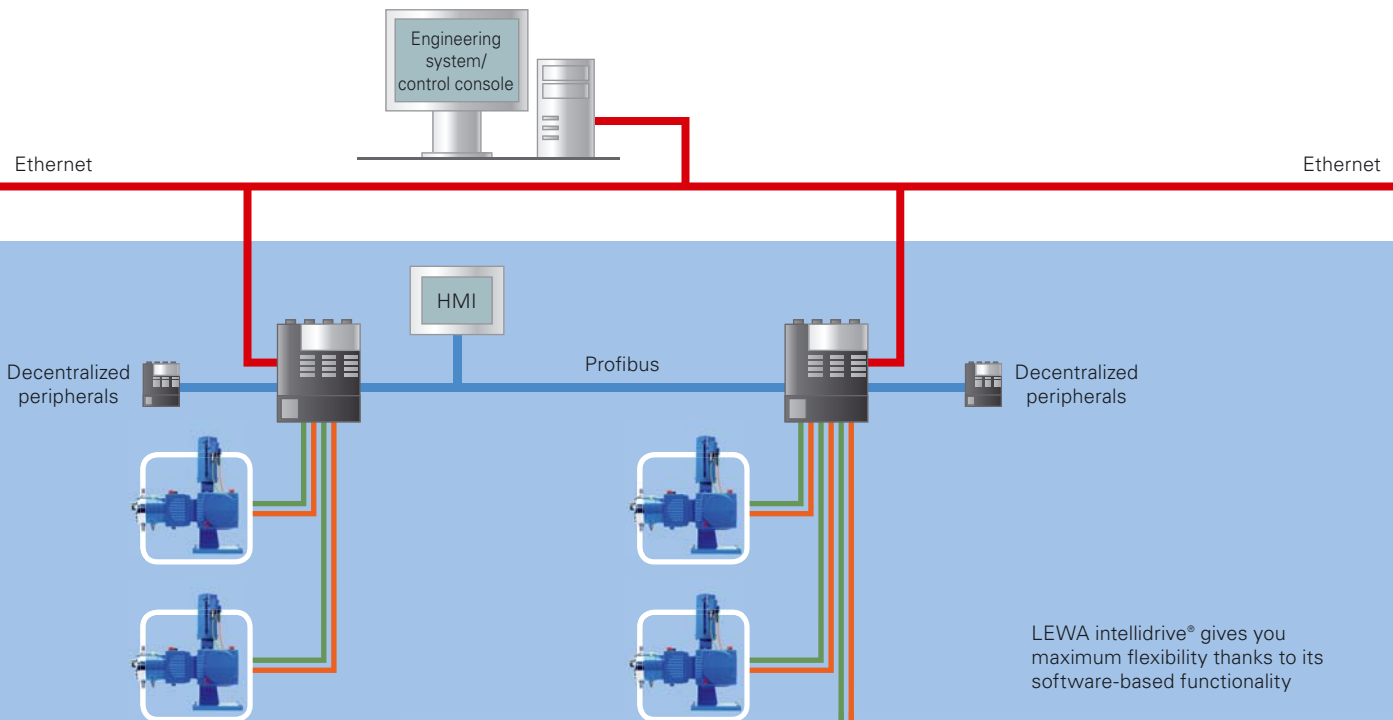 Engineering
system/
control console
Ethernet
Ethernet
HMI
Profibus
Decentralized
peripherals
Decentralized
peripherals
LEWA intellidrive® gives you
maximum flexibility thanks to its
software-based functionality